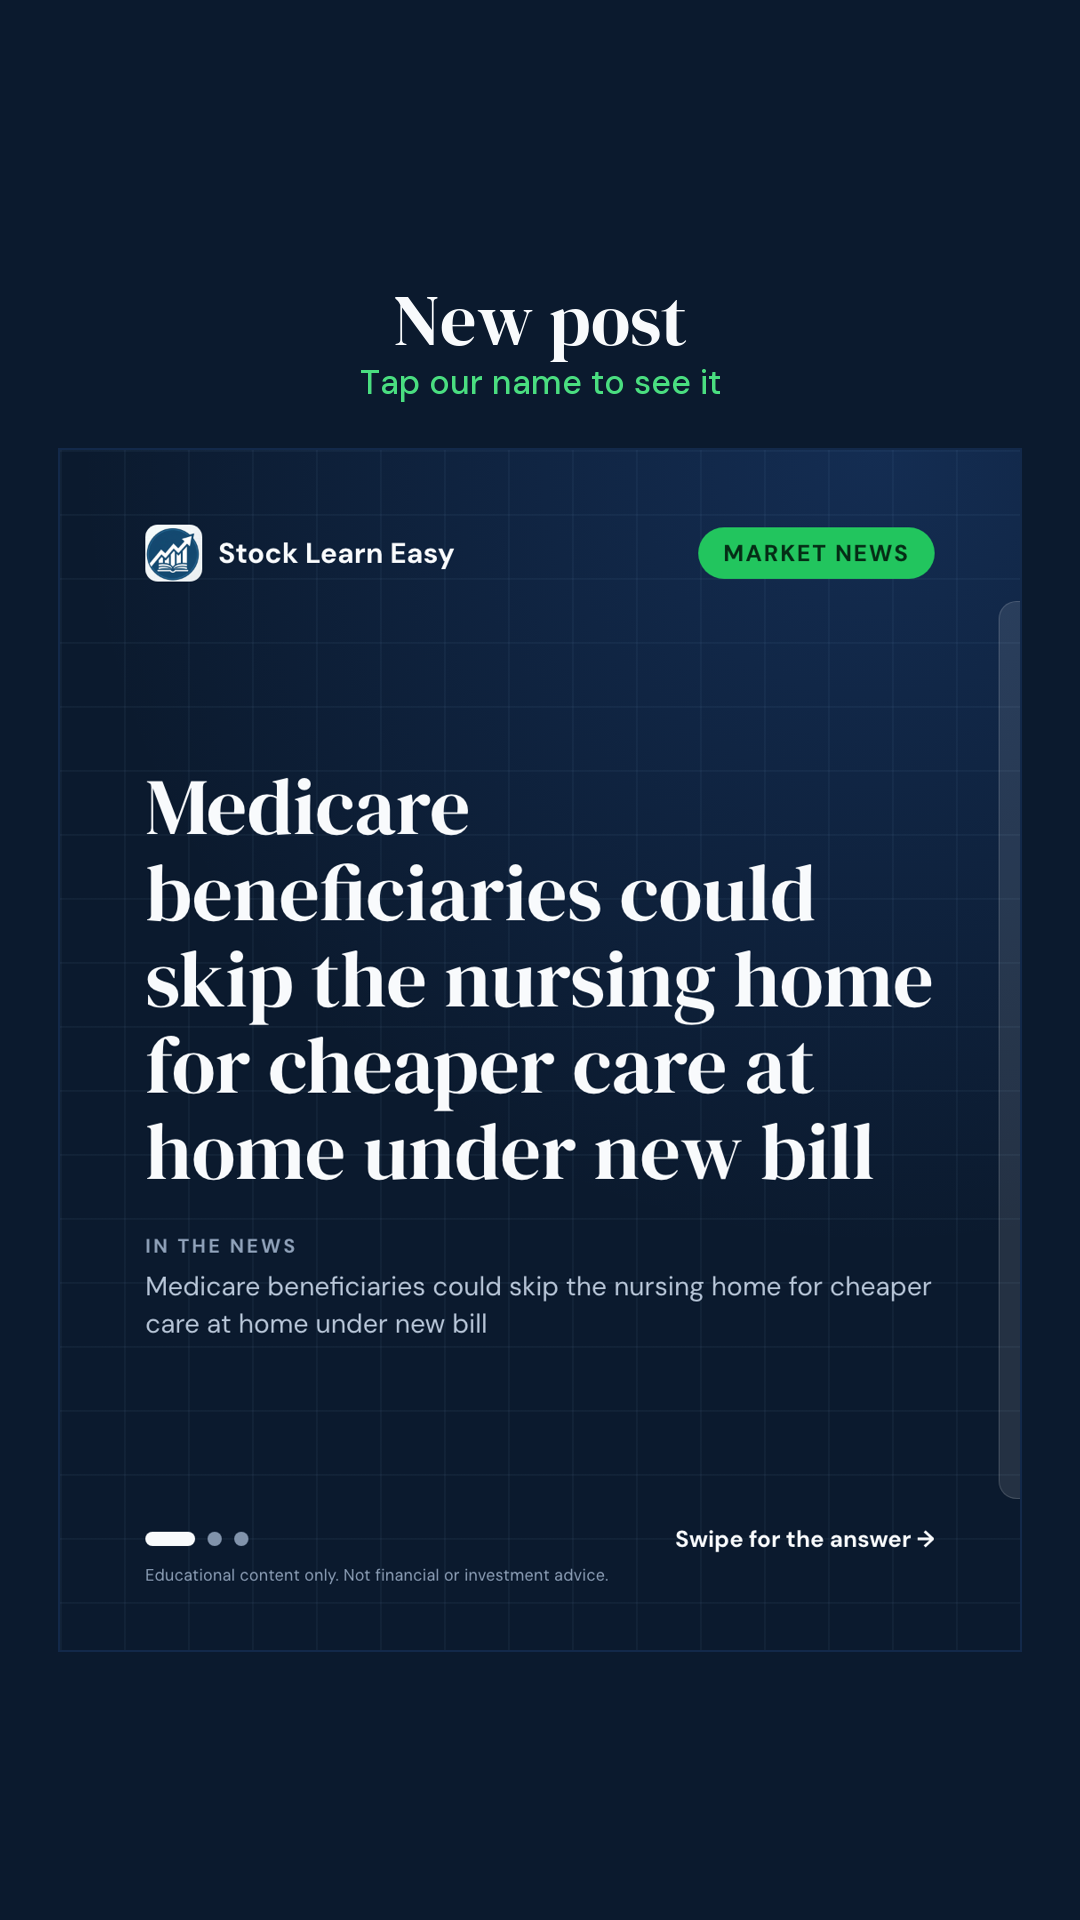 New post
Tap our name to see it
Stock Learn Easy
MARKET NEWS
Medicare
beneficiaries could
skip the nursing home
for cheaper care at
home under new bill
IN THE NEWS
Medicare beneficiaries could skip the nursing home for cheaper
care at home under new bill
Swipe for the answer →
Educational content only. Not financial or investment advice.